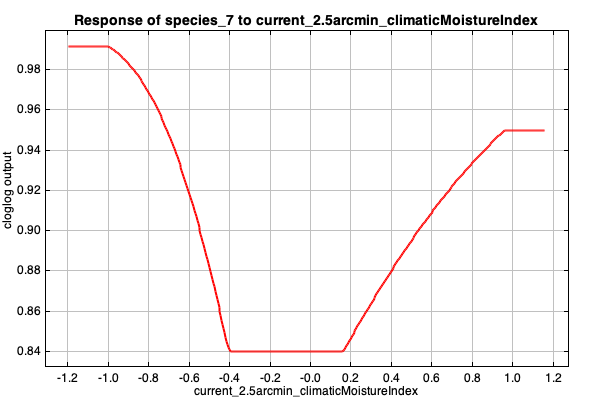 Response of species_7 to current_2.5arcmin_climaticMoistureIndex
cloglog output
0.98
0.96
0.94
0.92
0.90
0.88
0.86
0.84
-1.2 -1.0 -0.8 -0.6 -0.4 -0.2 -0.0 0.2 0.4 0.6 0.8 1.0 1.2
current_2.5arcmin_climaticMoistureIndex